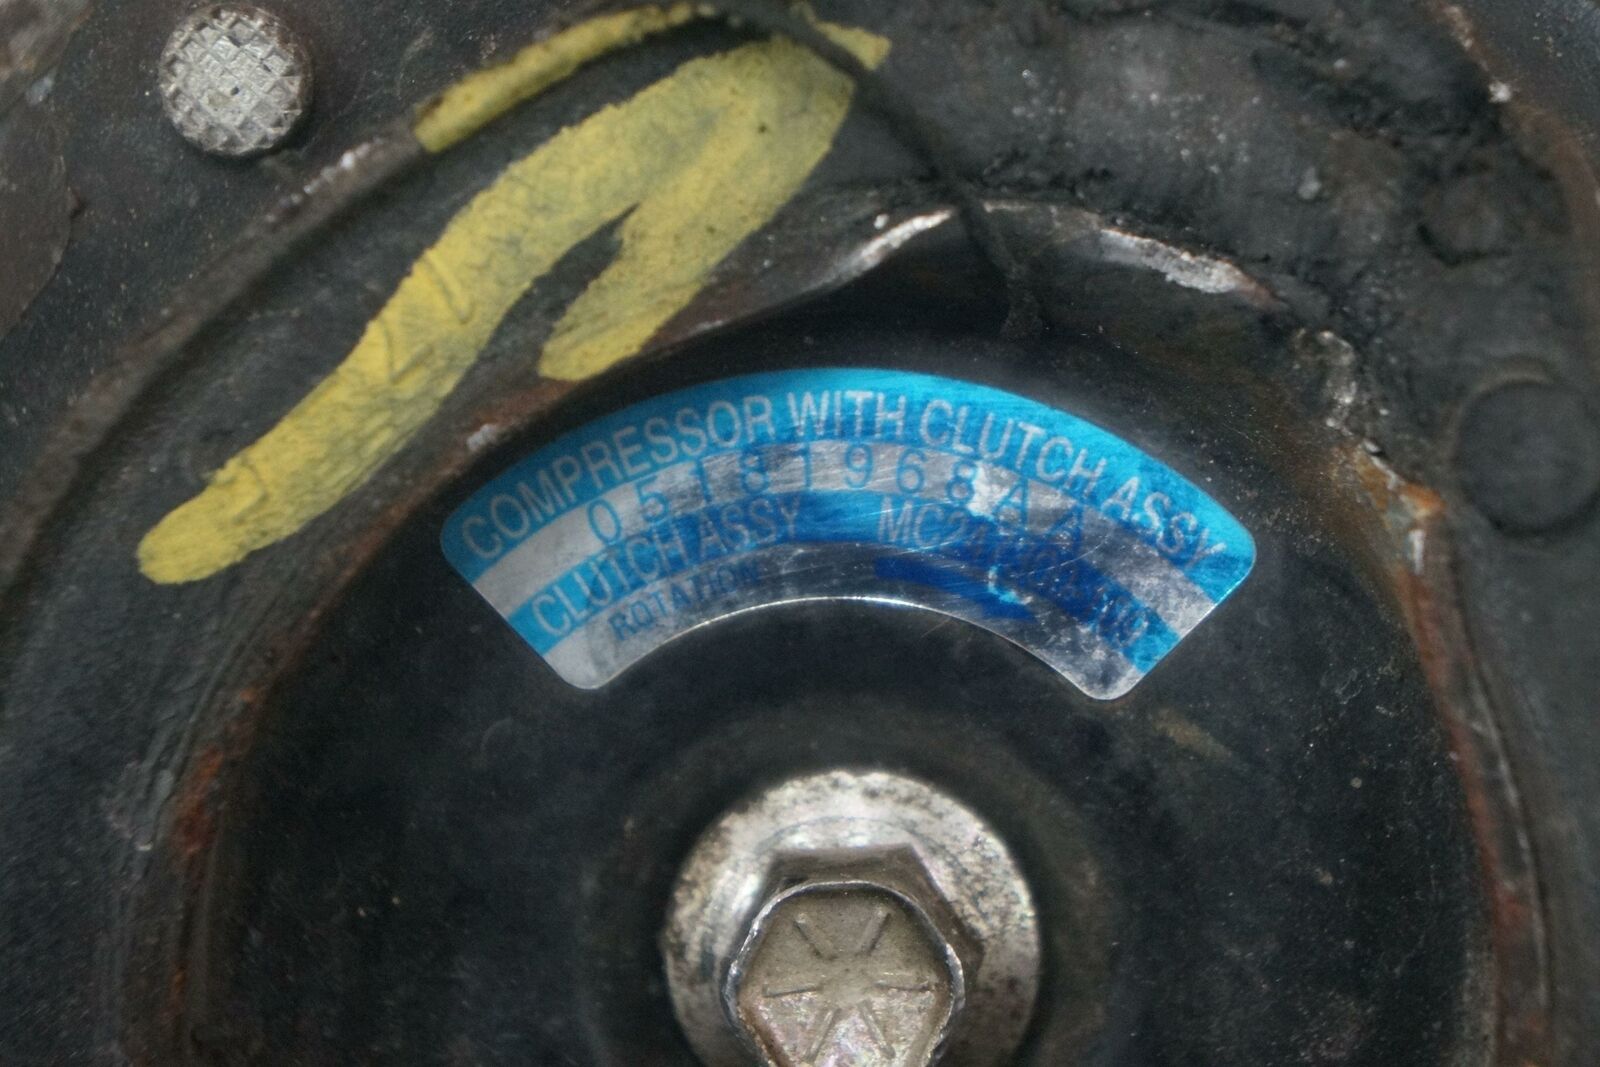 COMPRESSOR WITH CLUTCH ASSY
05181968AA
CLUTCH ASSY
ROTATION